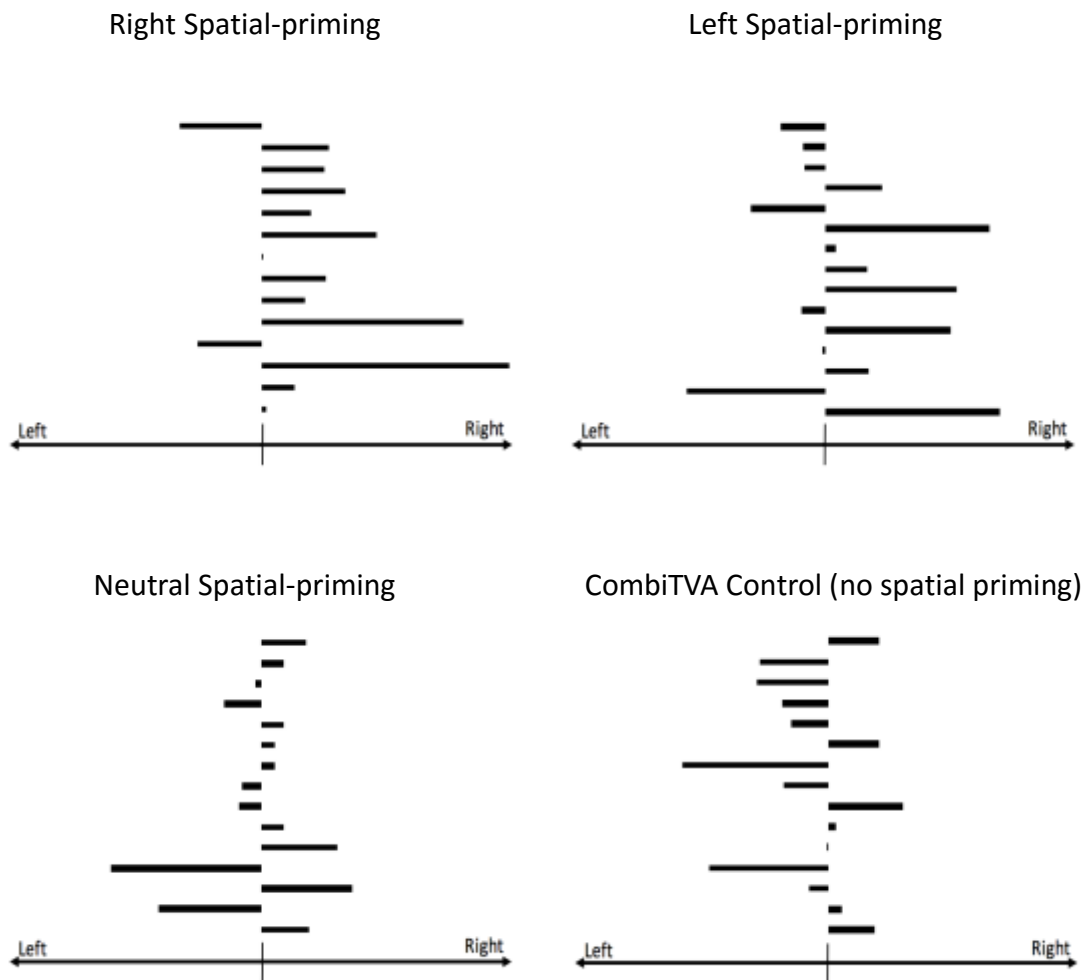 Right Spatial-priming
Left Spatial-priming
Left
Right
Left
Right
Neutral Spatial-priming
CombiTVA Control (no spatial priming)
Left
Right
Left
Right